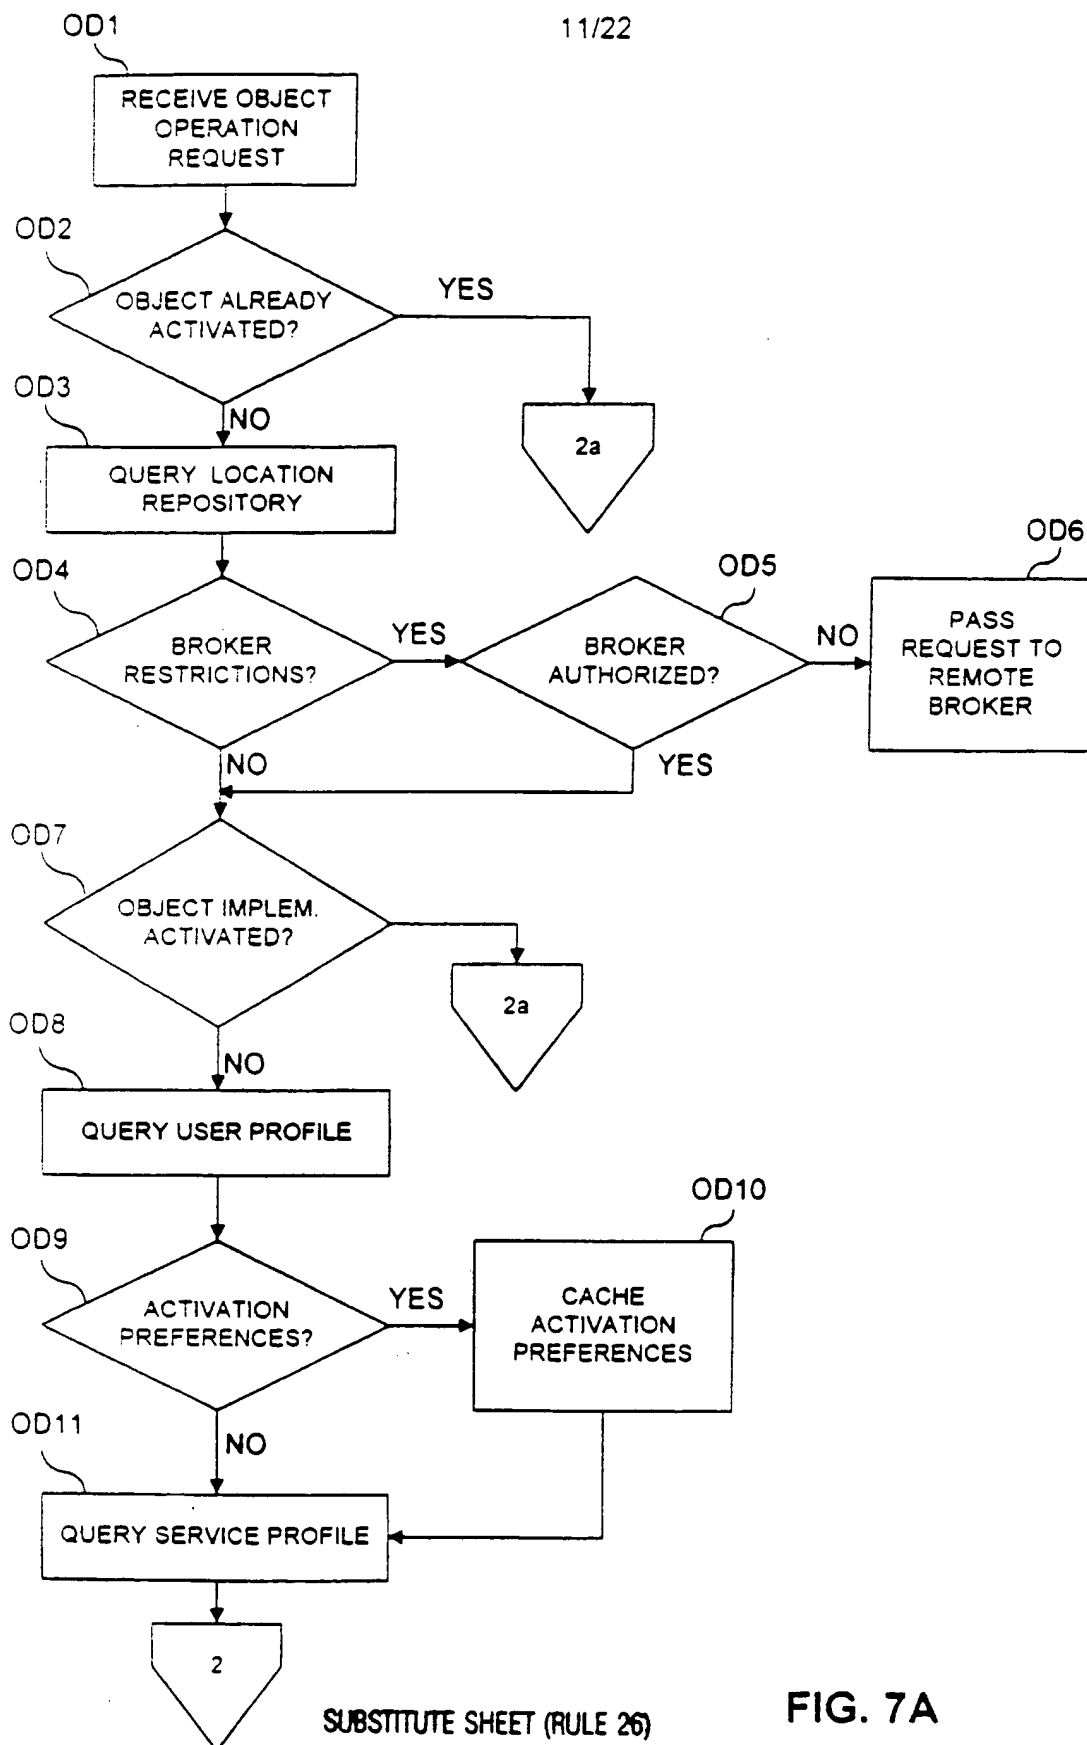 OD1
11/22
RECEIVE OBJECT
OPERATION
REQUEST
OD2
OBJECT ALREADY
ACTIVATED?
YES
NO
2a
OD3
QUERY LOCATION
REPOSITORY
OD4
BROKER
RESTRICTIONS?
YES
NO
OD5
BROKER
AUTHORIZED?
NO
YES
OD6
PASS
REQUEST TO
REMOTE
BROKER
OD7
OBJECT IMPLEM.
ACTIVATED?
2a
NO
OD8
QUERY USER PROFILE
OD9
ACTIVATION
PREFERENCES?
YES
NO
OD10
CACHE
ACTIVATION
PREFERENCES
OD11
QUERY SERVICE PROFILE
2
SUBSTITUTE SHEET (RULE 26)
FIG. 7A